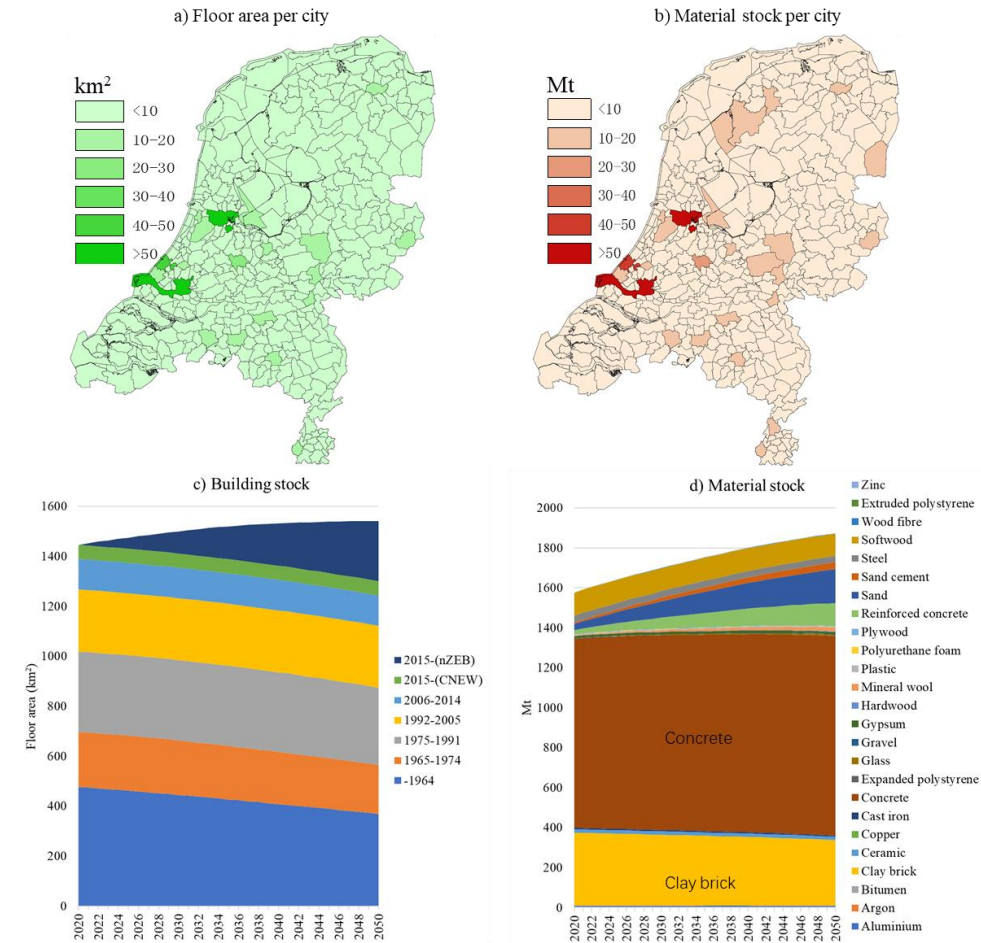 a) Floor area per city
km²
<10
10−20
20−30
30−40
40−50
>50
b) Material stock per city
Mt
<10
10−20
20−30
30−40
40−50
>50
c) Building stock
Floor area (km²)
1600
1400
1200
1000
800
600
400
200
0
2020
2022
2024
2026
2028
2030
2032
2034
2036
2038
2040
2042
2044
2046
2048
2050
2015-(nZEB)
2015-(CNEW)
2006-2014
1992-2005
1975-1991
1965-1974
-1964
d) Material stock
Mt
2000
1800
1600
1400
1200
1000
800
600
400
200
0
Concrete
Clay brick
2020
2022
2024
2026
2028
2030
2032
2034
2036
2038
2040
2042
2044
2046
2048
2050
Zinc
Extruded polystyrene
Wood fibre
Softwood
Steel
Sand cement
Sand
Reinforced concrete
Plywood
Polyurethane foam
Plastic
Mineral wool
Hardwood
Gypsum
Gravel
Glass
Expanded polystyrene
Concrete
Cast iron
Copper
Ceramic
Clay brick
Bitumen
Argon
Aluminium